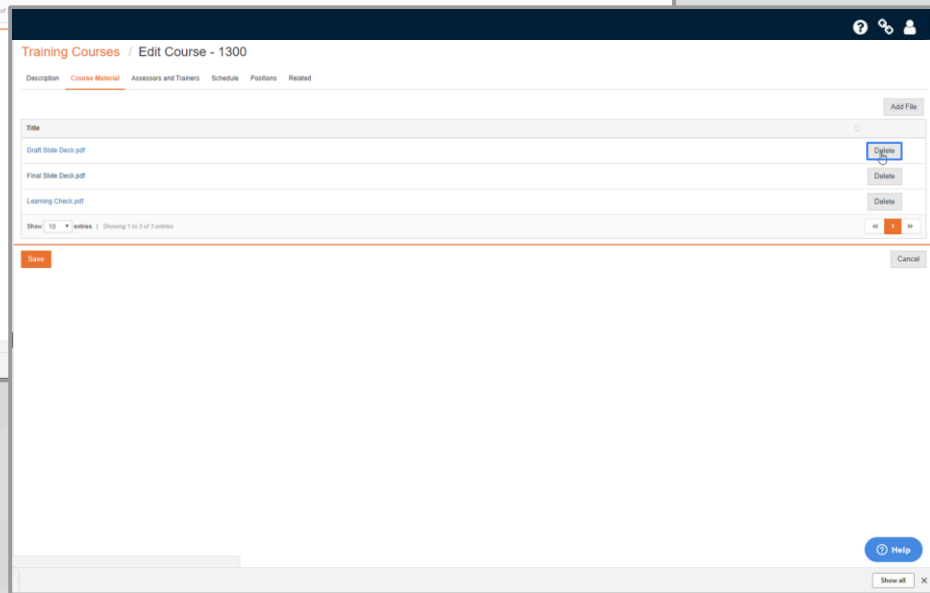 Training Courses / Edit Course - 1300
Description Course Material Assessors and Trainers Schedule Positions Related
Add File
Title
Draft Slide Deck.pdf Delete
Final Slide Deck.pdf Delete
Learning Check.pdf Delete
Show 10 entries | Showing 1 to 3 of 3 entries 1
Save Cancel
Help
Show all